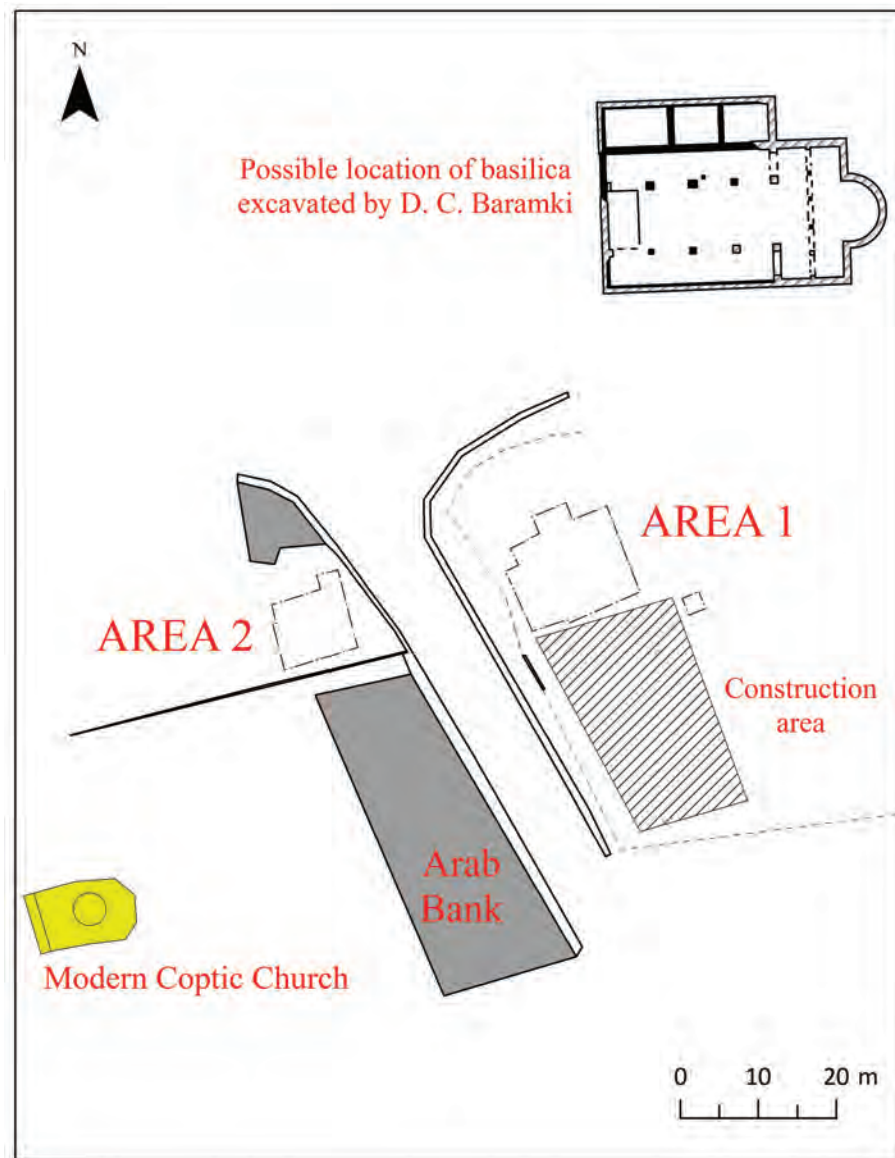 N
Possible location of basilica
excavated by D. C. Baramki
AREA 1
AREA 2
Construction
area
Arab
Bank
Modern Coptic Church
0 10 20 m